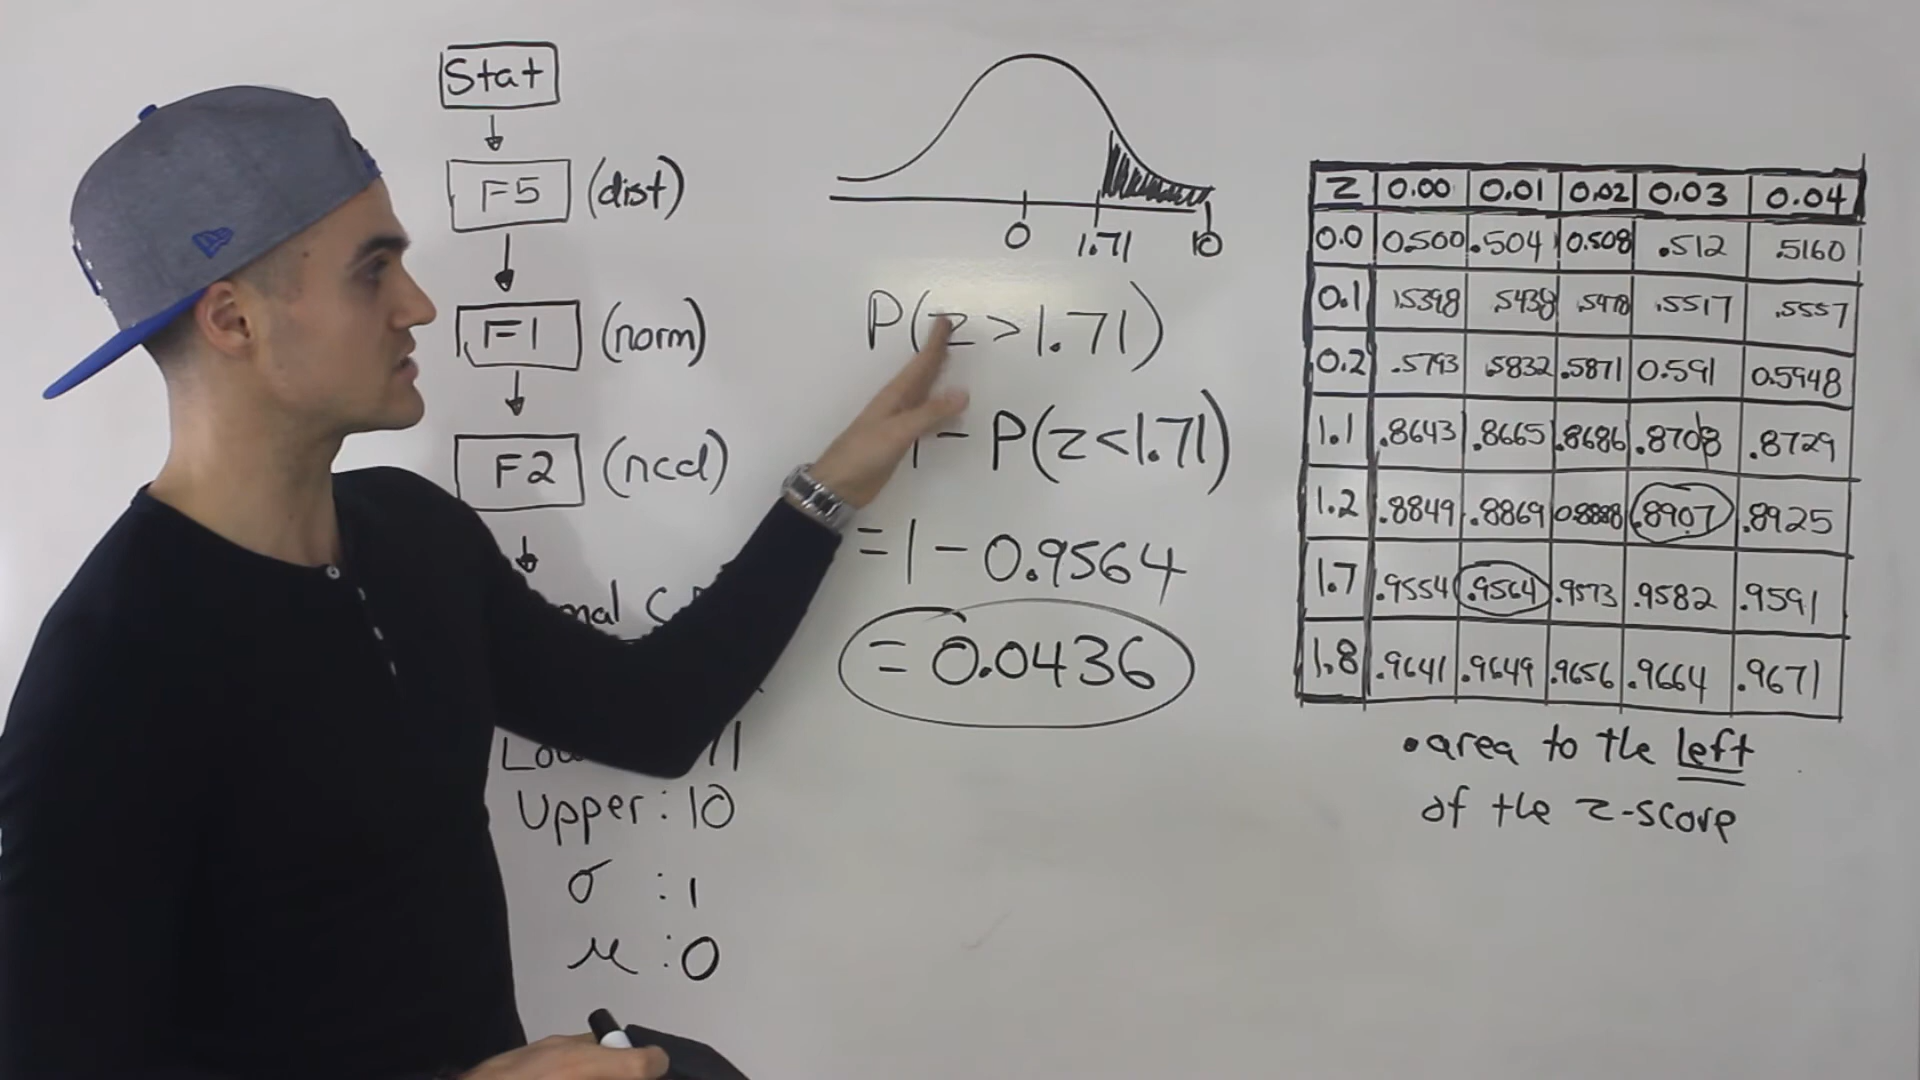 Stat
F5 (dist)
F1 (norm)
F2 (ncd)
Upper: 10
σ : 1
μ : 0
0 1.71 10
P(z>1.71)
1 - P(z<1.71)
= 1 - 0.9564
= 0.0436
z 0.00 0.01 0.02 0.03 0.04
0.0 0.500 .504 0.508 .512 .5160
0.1 .5398 .5438 .5478 .5517 .5557
0.2 .5793 .5832 .5871 0.591 0.5948
1.1 .8643 .8665 .8686 .8708 .8729
1.2 .8849 .8869 0.8888 .8907 .8925
1.7 .9554 .9564 .9573 .9582 .9591
1.8 .9641 .9649 .9656 .9664 .9671
• area to the left
of the z-score